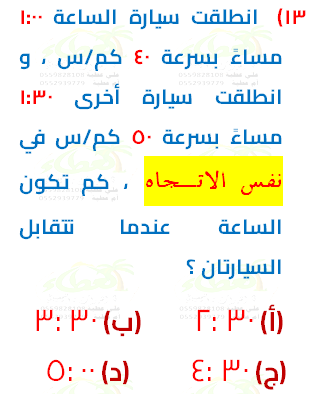 ١٣) انطلقت سيارة الساعة ١:٠٠
مساءً بسرعة ٤٠ كم/س ، و
انطلقت سيارة أخرى ١:٣٠
مساءً بسرعة ٥٠ كم/س في
نفس الاتــجاه ، كم تكون
الساعة عندما تتقابل
السيارتان ؟
(أ) ٢:٣٠ (ب) ٣:٣٠
(ج) ٤:٣٠ (د) ٥:٠٠